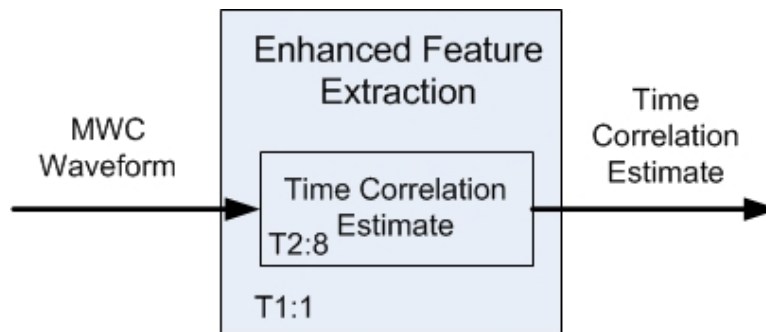 Enhanced Feature
Extraction
MWC
Waveform
Time Correlation
Estimate
T2:8
T1:1
Time
Correlation
Estimate